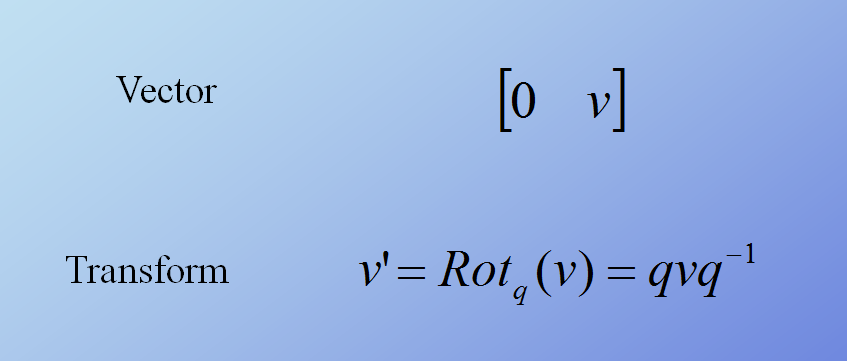 Vector [0 v]
Transform v' = Rot_q(v) = qvq^{-1}